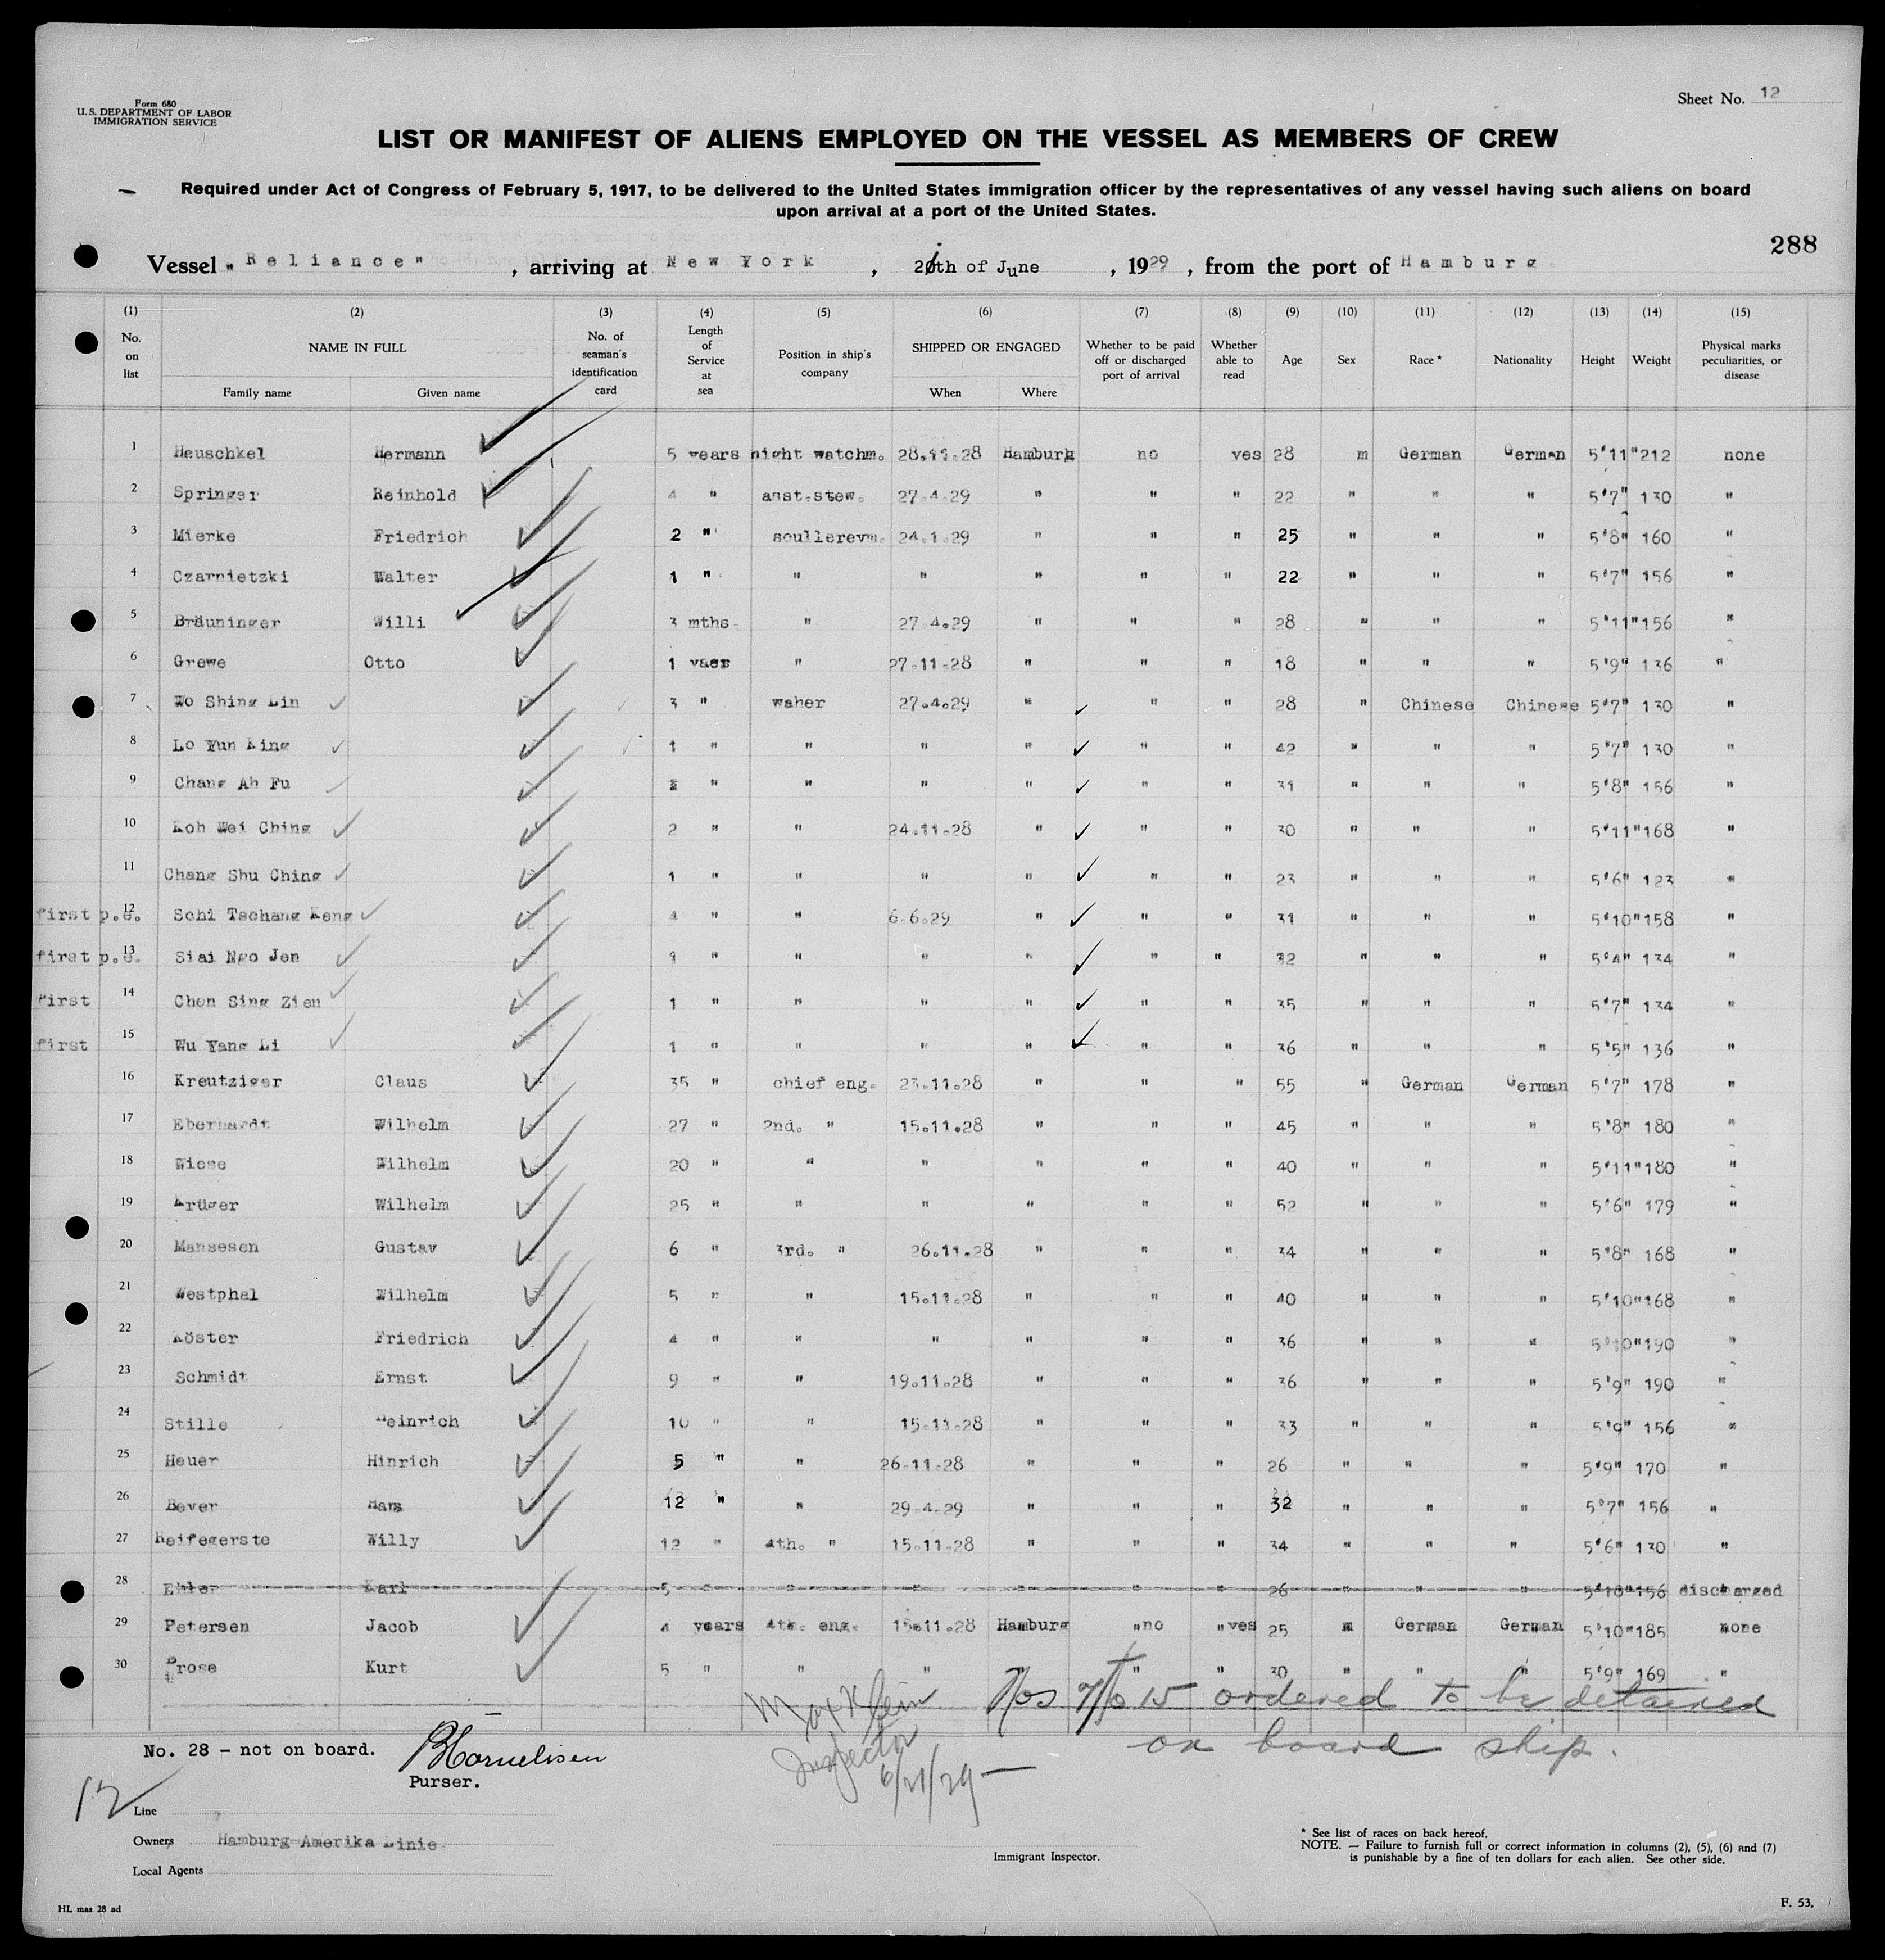 Form 680
U.S. DEPARTMENT OF LABOR
IMMIGRATION SERVICE
Sheet No. 12
LIST OR MANIFEST OF ALIENS EMPLOYED ON THE VESSEL AS MEMBERS OF CREW
Required under Act of Congress of February 5, 1917, to be delivered to the United States immigration officer by the representatives of any vessel having such aliens on board
upon arrival at a port of the United States.
288
Vessel "Reliance", arriving at New York, 20th of June, 1929, from the port of Hamburg
(1) (2) (3) (4) (5) (6) (7) (8) (9) (10) (11) (12) (13) (14) (15)
No. on list NAME IN FULL Family name Given name No. of seaman's identification card Length of Service at sea Position in ship's company SHIPPED OR ENGAGED When Where Whether to be paid off or discharged port of arrival Whether able to read Age Sex Race * Nationality Height Weight Physical marks peculiarities, or disease
1 Heuschkel Hermann 5 years night watchm. 28.11.28 Hamburg no yes 28 m German German 5'11" 212 none
2 Springer Reinhold 4 " asst.stew. 27.4.29 " " " 22 " " " 5'7" 130 "
3 Mierke Friedrich 2 " soullerevm. 24.1.29 " " " 25 " " " 5'8" 160 "
4 Czarnietzki Walter 1 " " " " " " 22 " " " 5'7" 156 "
5 Bräuninger Willi 3 mths " 27.4.29 " " " 28 " " " 5'11" 156 "
6 Grewe Otto 1 " 27.11.28 " " " 18 " " " 5'9" 136 "
7 Wo Shing Lin 3 " waher 27.4.29 " " " 28 " Chinese Chinese 5'7" 130 "
8 Lo Yun King 1 " " " " " " 42 " " " 5'7" 130 "
9 Chang Ah Fu " " " " " " 31 " " " 5'8" 156 "
10 Koh Wei Ching 2 " " 24.11.28 " " " 30 " " " 5'11" 168 "
11 Chang Shu Ching 1 " " " " " " 23 " " " 5'6" 123 "
first p.e. 12 Schi Tschang Keng 4 " " 6.6.29 " " " 31 " " " 5'10" 158 "
first p.e. 13 Siai Ngo Jen 1 " " " " " " 32 " " " 5'4" 134 "
first 14 Chen Sing Zien 1 " " " " " " 35 " " " 5'7" 134 "
first 15 Wu Yang Li 1 " " " " " " 36 " " " 5'5" 136 "
16 Kreutziger Claus 35 " chief eng. 23.11.28 " " " 55 " German German 5'7" 178 "
17 Eberhardt Wilhelm 27 " 2nd. " 15.11.28 " " " 45 " " " 5'8" 180 "
18 Wiese Wilhelm 20 " " " " " " 40 " " " 5'11" 180 "
19 Krüger Wilhelm 25 " " " " " " 52 " " " 5'6" 179 "
20 Mansesen Gustav 6 " 3rd. " 26.11.28 " " " 34 " " " 5'8" 168 "
21 Westphal Wilhelm 5 " " 15.11.28 " " " 40 " " " 5'10" 168 "
22 Köster Friedrich 4 " " " " " " 36 " " " 5'10" 190 "
23 Schmidt Ernst 9 " " 19.11.28 " " " 36 " " " 5'9" 190 "
24 Stille Heinrich 10 " " 15.11.28 " " " 33 " " " 5'9" 156 "
25 Heuer Hinrich 5 " " 26.11.28 " " " 26 " " " 5'9" 170 "
26 Bever Hans 12 " " 29.4.29 " " " 32 " " " 5'7" 156 "
27 Reifegerste Willy 12 " 4th. " 15.11.28 " " " 34 " " " 5'6" 130 "
28 Ehler Karl 5 " " " " " " 26 " " " 5'10" 156 discharged
29 Petersen Jacob 4 years 4th. eng. 15.11.28 Hamburg "no "yes 25 m German German 5'10" 185 none
30 Prose Kurt 5 " " " " " " 30 " " " 5'9" 169 "
Max Klein Nos 7 to 15 ordered to be detained
on board ship.
Inspector
6/21/29
No. 28 - not on board.
BCornelisen
Purser.
12
Line
Owners Hamburg-Amerika Linie.
Local Agents
Immigrant Inspector.
* See list of races on back hereof.
NOTE. — Failure to furnish full or correct information in columns (2), (5), (6) and (7)
is punishable by a fine of ten dollars for each alien. See other side.
HL mas 28 ad
F. 53.